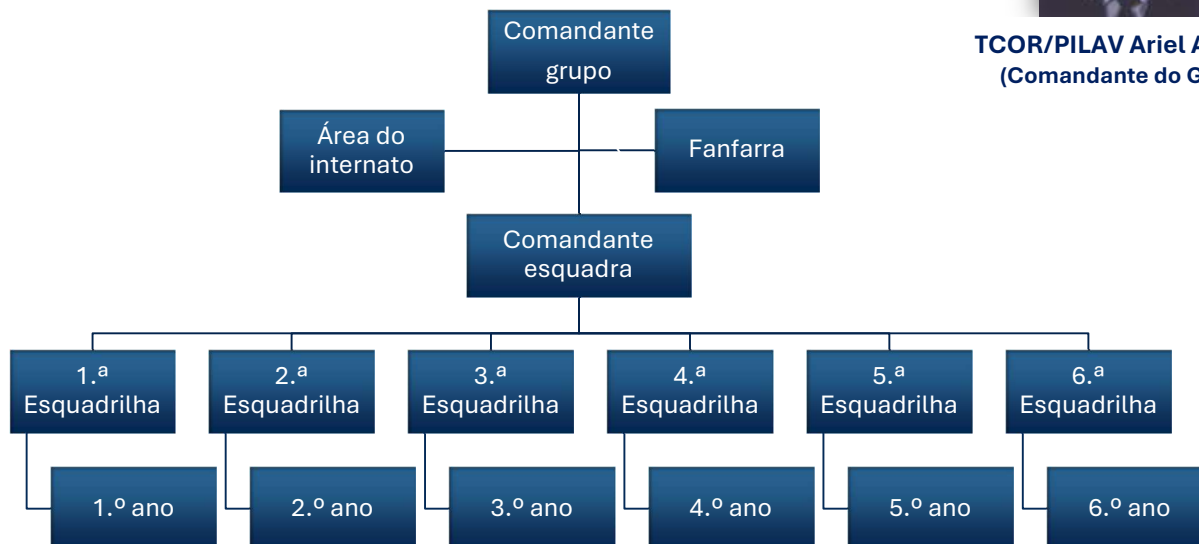 Comandante
grupo
TCOR/PILAV Ariel
(Comandante do
Área do
internato
Fanfarra
Comandante
esquadra
1.ª
Esquadrilha
2.ª
Esquadrilha
3.ª
Esquadrilha
4.ª
Esquadrilha
5.ª
Esquadrilha
6.ª
Esquadrilha
1.º ano
2.º ano
3.º ano
4.º ano
5.º ano
6.º ano